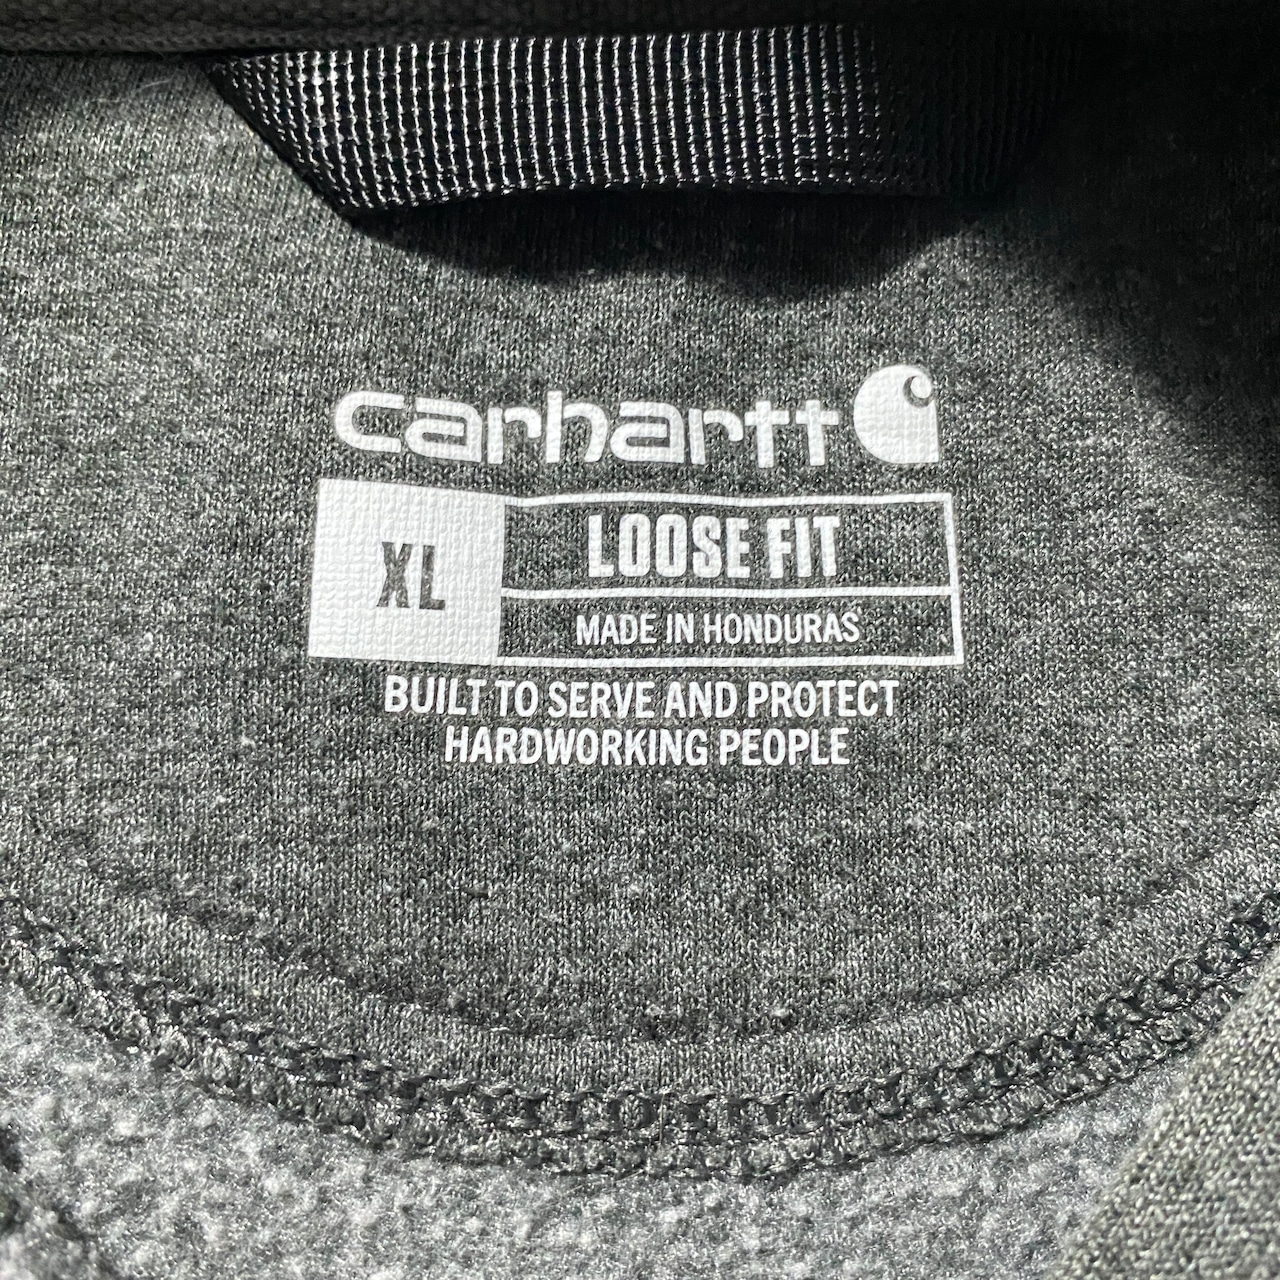 carhartt
XL
LOOSE FIT
MADE IN HONDURAS
BUILT TO SERVE AND PROTECT
HARDWORKING PEOPLE